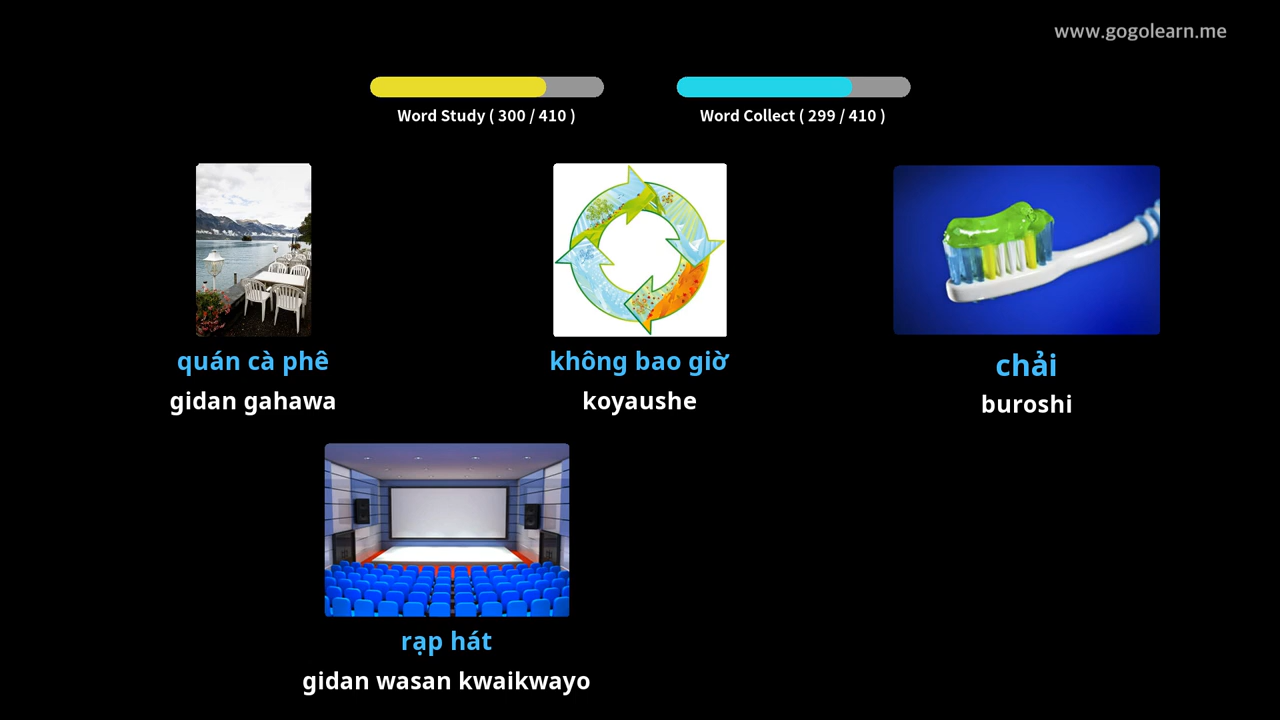 www.gogolearn.me
Word Study ( 300 / 410 )
Word Collect ( 299 / 410 )
quán cà phê
gidan gahawa
không bao giờ
koyaushe
chải
buroshi
rạp hát
gidan wasan kwaikwayo